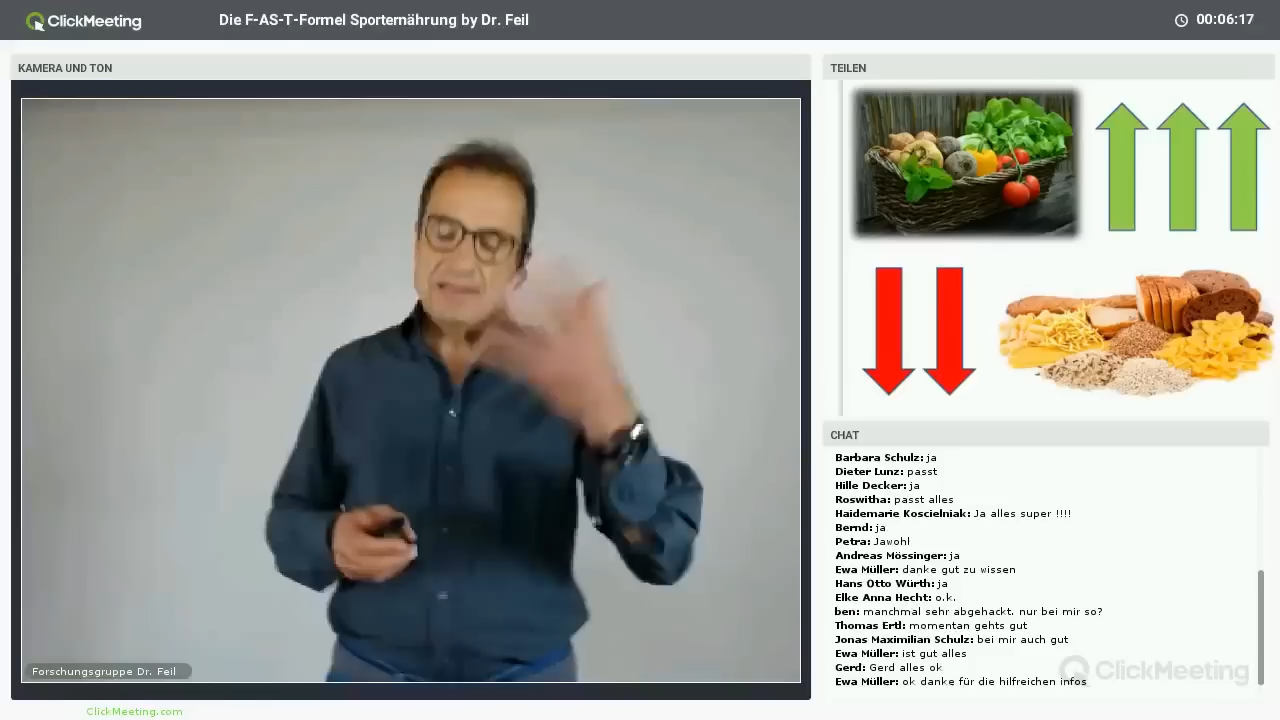 ClickMeeting
Die F-AS-T-Formel Sporternährung by Dr. Feil
00:06:17
KAMERA UND TON
Forschungsgruppe Dr. Feil
ClickMeeting.com
TEILEN
CHAT
Barbara Schulz: ja
Dieter Lunz: passt
Hille Decker: ja
Roswitha: passt alles
Haidemarie Koscielniak: Ja alles super !!!!
Bernd: ja
Petra: Jawohl
Andreas Mössinger: ja
Ewa Müller: danke gut zu wissen
Hans Otto Würth: ja
Elke Anna Hecht: o.k.
ben: manchmal sehr abgehackt. nur bei mir so?
Thomas Ertl: momentan gehts gut
Jonas Maximilian Schulz: bei mir auch gut
Ewa Müller: ist gut alles
Gerd: Gerd alles ok
Ewa Müller: ok danke für die hilfreichen infos
ClickMeeting